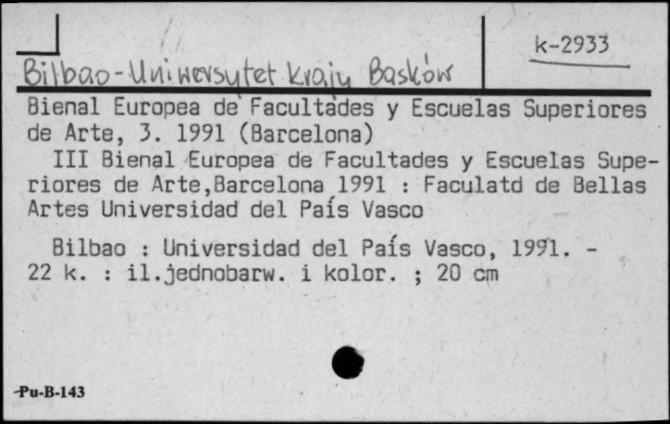 k-2933
Bilbao-Uniwersytet Kraju Basków
Bienal Europea de Facultades y Escuelas Superiores
de Arte, 3. 1991 (Barcelona)
III Bienal Europea de Facultades y Escuelas Supe-
riores de Arte,Barcelona 1991 : Faculatd de Bellas
Artes Universidad del País Vasco
Bilbao : Universidad del País Vasco, 1991. -
22 k. : il.jednobarw. i kolor. ; 20 cm
Pu-B-143